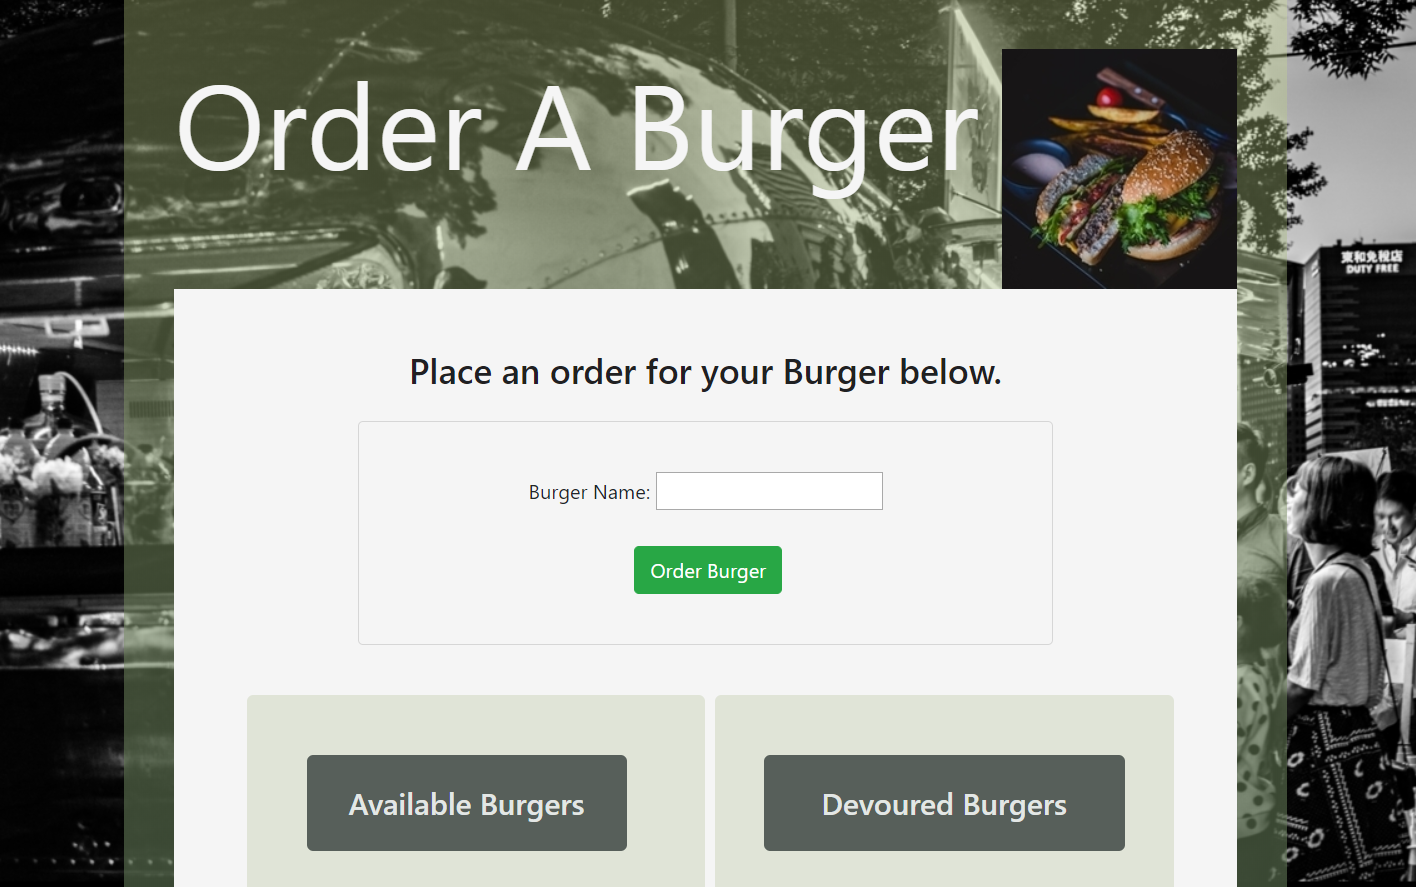 Order A Burger
東和免稅店
DUTY FREE
Place an order for your Burger below.
Burger Name:
Order Burger
Available Burgers
Devoured Burgers